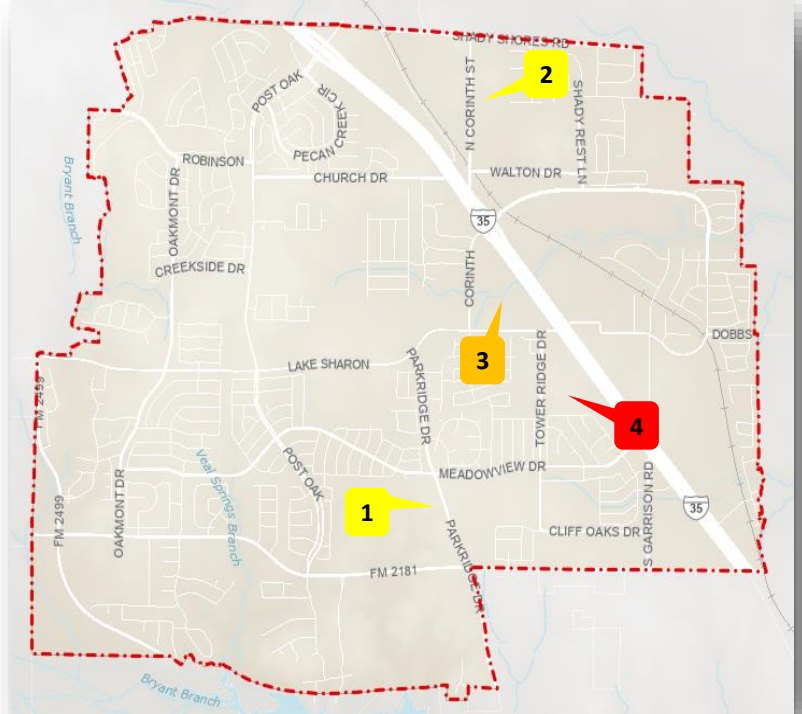 SHADY SHORES RD
2
POST OAK
N CORINTH ST
SHADY REST LN
PECAN CREEK CIR
ROBINSON
CHURCH DR
WALTON DR
Bryant Branch
OAKMONT DR
35
CREEKSIDE DR
CORINTH
DOBBS
3
LAKE SHARON
PARKRIDGE DR
TOWER RIDGE DR
FM 2499
4
MEADOWVIEW DR
POST OAK
Veal Springs Branch
OAKMONT DR
FM 2499
1
PARKRIDGE DR
CLIFF OAKS DR
S GARRISON RD
35
FM 2181
Bryant Branch